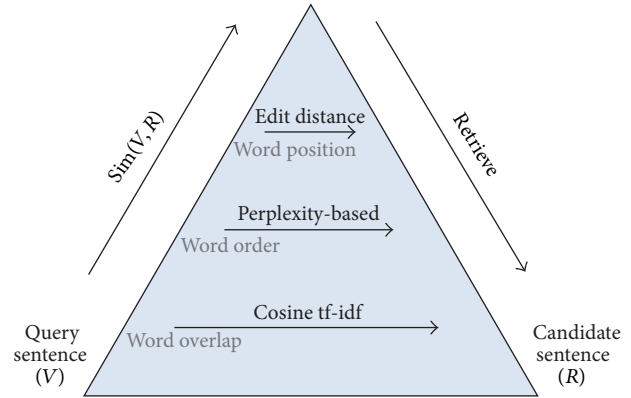 Sim(V, R)
Retrieve
Edit distance
Word position
Perplexity-based
Word order
Cosine tf-idf
Word overlap
Query
sentence
(V)
Candidate
sentence
(R)